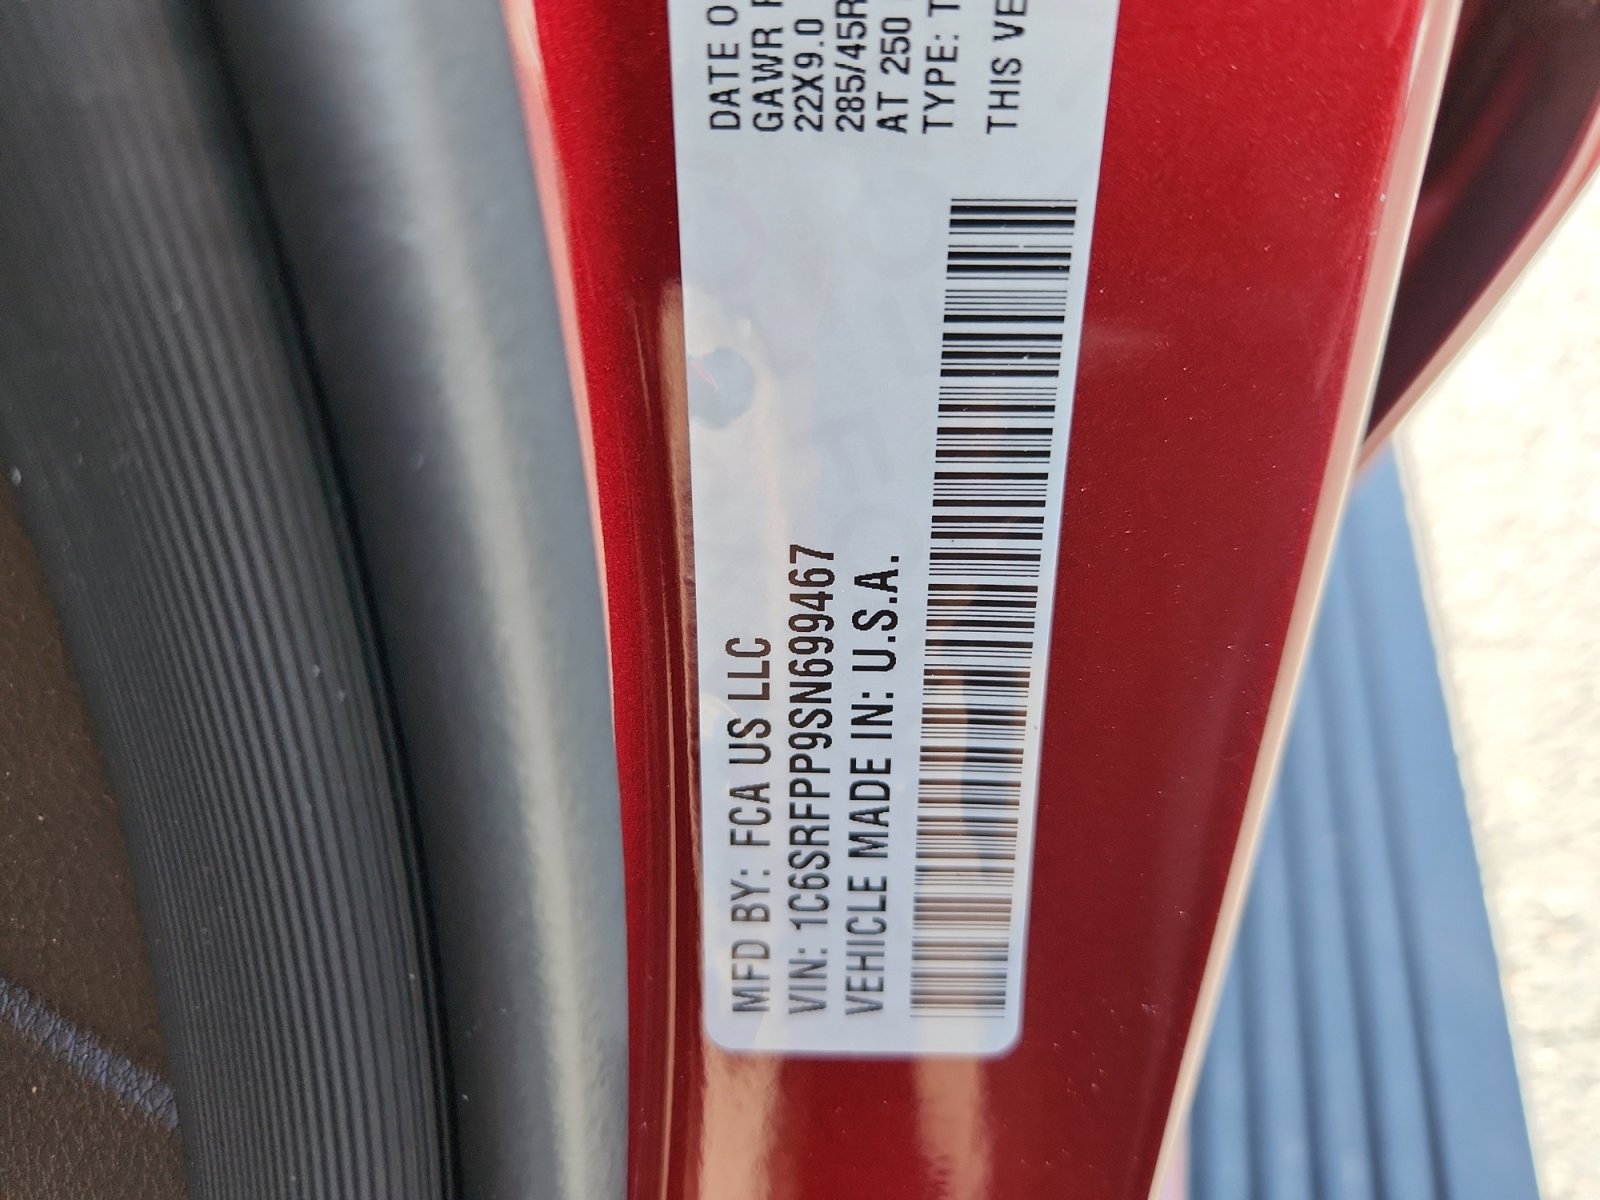 MFD BY: FCA US LLC
VIN: 1C6SRFPP9SN699467
VEHICLE MADE IN: U.S.A.
DATE O
GAWR
22X9.0
285/45R
AT 250
TYPE: T
THIS VE